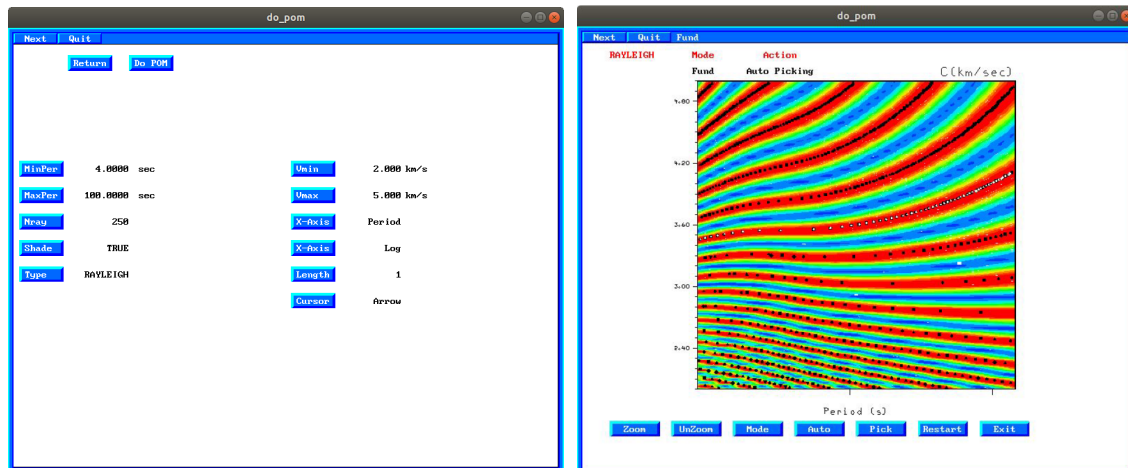 do_pom
Next Quit
Return Do POM
MinPer 4.0000 sec
MaxPer 100.0000 sec
Nray 250
Shade TRUE
Type RAYLEIGH
Vmin 2.000 km/s
Vmax 5.000 km/s
X-Axis Period
X-Axis Log
Length 1
Cursor Arrow
do_pom
Next Quit Fund
RAYLEIGH Mode Action
Fund Auto Picking
C(km/sec)
4.20
3.60
3.00
2.40
Period (s)
Zoom UnZoom Mode Auto Pick Restart Exit